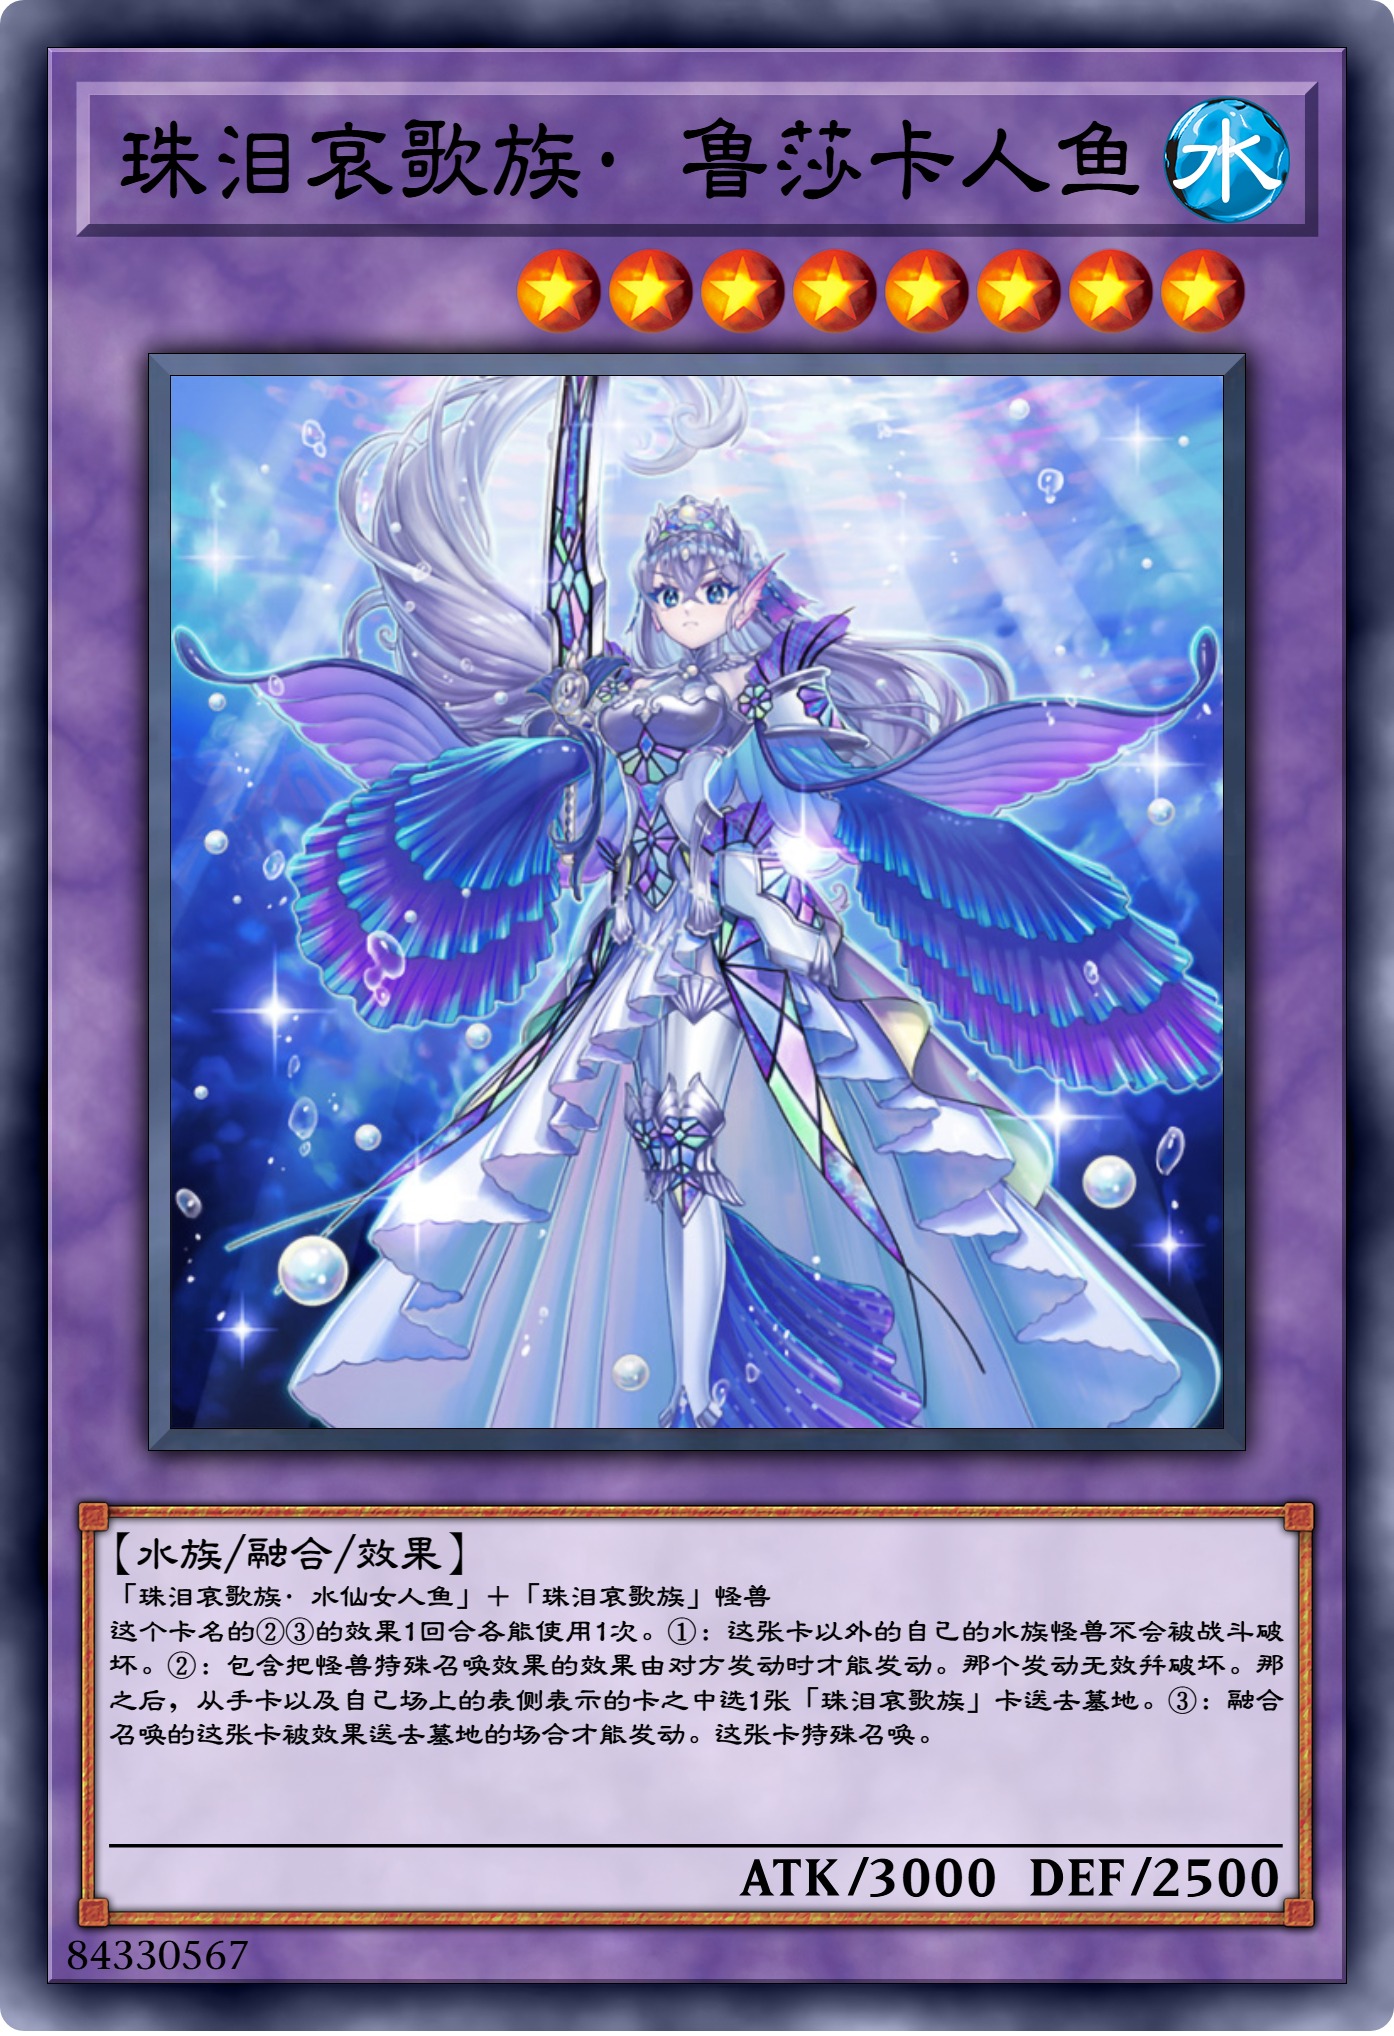 珠泪哀歌族·鲁莎卡人鱼
水
【水族/融合/效果】
「珠泪哀歌族·水仙女人鱼」＋「珠泪哀歌族」怪兽
这个卡名的②③的效果1回合各能使用1次。①：这张卡以外的自己的水族怪兽不会被战斗破
坏。②：包含把怪兽特殊召唤效果的效果由对方发动时才能发动。那个发动无效并破坏。那
之后，从手卡以及自己场上的表侧表示的卡之中选1张「珠泪哀歌族」卡送去墓地。③：融合
召唤的这张卡被效果送去墓地的场合才能发动。这张卡特殊召唤。
ATK/3000 DEF/2500
84330567